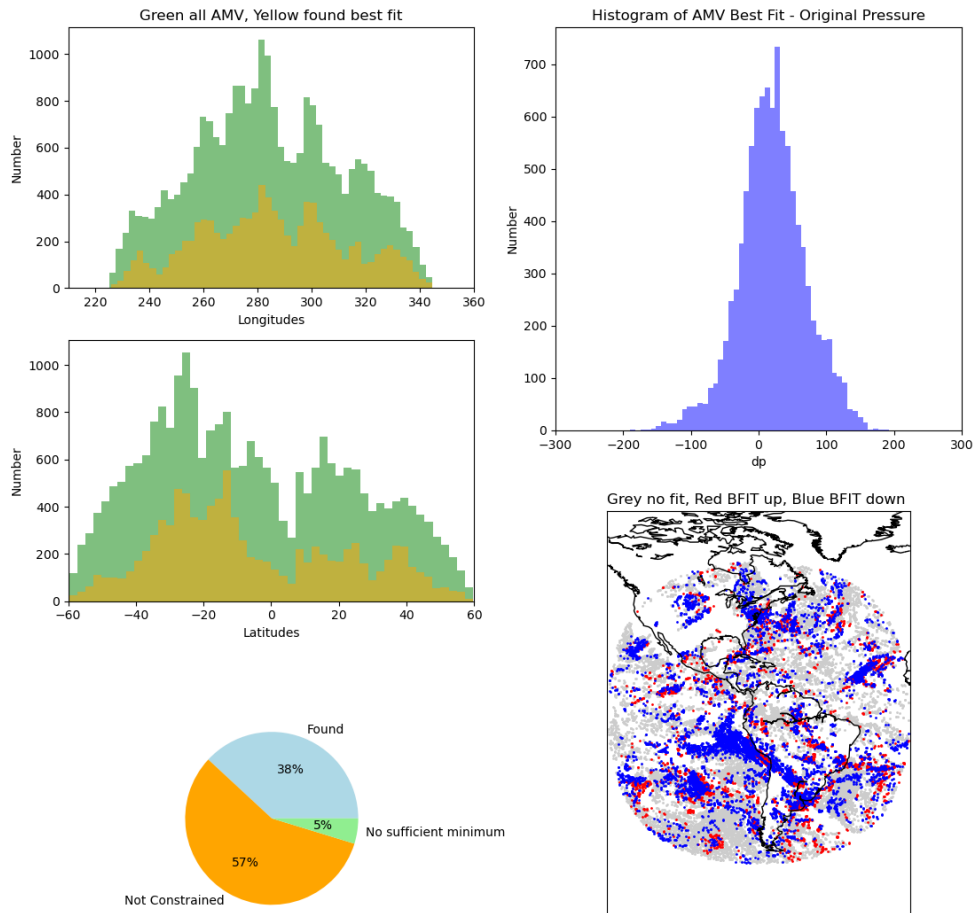 Green all AMV, Yellow found best fit
Number
1000
800
600
400
200
0
220 240 260 280 300 320 340 360
Longitudes
Number
1000
800
600
400
200
0
−60 −40 −20 0 20 40 60
Latitudes
Found
38%
5%
No sufficient minimum
57%
Not Constrained
Histogram of AMV Best Fit - Original Pressure
Number
700
600
500
400
300
200
100
0
−300 −200 −100 0 100 200 300
dp
Grey no fit, Red BFIT up, Blue BFIT down